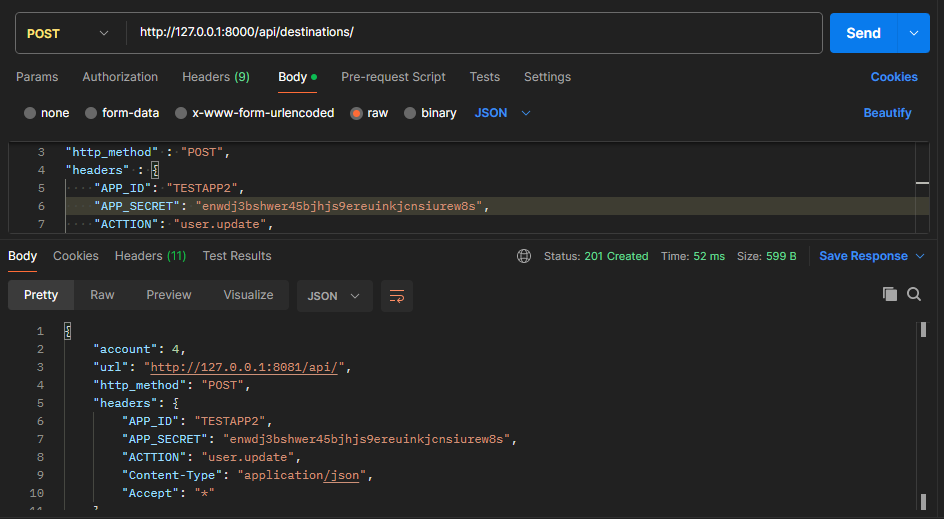 POST http://127.0.0.1:8000/api/destinations/ Send
Params Authorization Headers (9) Body Pre-request Script Tests Settings Cookies
none form-data x-www-form-urlencoded raw binary JSON Beautify
3 "http_method" : "POST",
4 "headers" : {
5 "APP_ID": "TESTAPP2",
6 "APP_SECRET": "enwdj3bshwer45bjhjs9ereuinkjcnsiurew8s",
7 "ACTTION": "user.update",
Body Cookies Headers (11) Test Results Status: 201 Created Time: 52 ms Size: 599 B Save Response
Pretty Raw Preview Visualize JSON
1 {
2 "account": 4,
3 "url": "http://127.0.0.1:8081/api/",
4 "http_method": "POST",
5 "headers": {
6 "APP_ID": "TESTAPP2",
7 "APP_SECRET": "enwdj3bshwer45bjhjs9ereuinkjcnsiurew8s",
8 "ACTTION": "user.update",
9 "Content-Type": "application/json",
10 "Accept": "*"